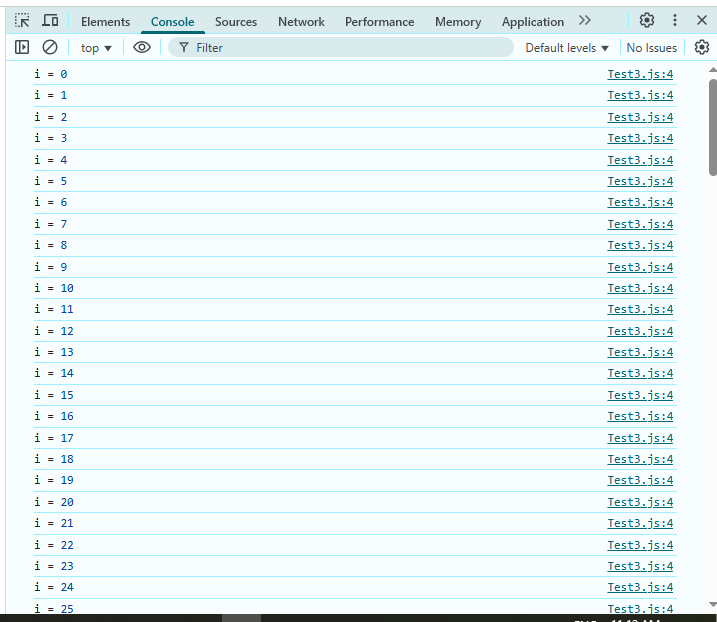 Elements Console Sources Network Performance Memory Application
top Filter Default levels No Issues
i = 0 Test3.js:4
i = 1 Test3.js:4
i = 2 Test3.js:4
i = 3 Test3.js:4
i = 4 Test3.js:4
i = 5 Test3.js:4
i = 6 Test3.js:4
i = 7 Test3.js:4
i = 8 Test3.js:4
i = 9 Test3.js:4
i = 10 Test3.js:4
i = 11 Test3.js:4
i = 12 Test3.js:4
i = 13 Test3.js:4
i = 14 Test3.js:4
i = 15 Test3.js:4
i = 16 Test3.js:4
i = 17 Test3.js:4
i = 18 Test3.js:4
i = 19 Test3.js:4
i = 20 Test3.js:4
i = 21 Test3.js:4
i = 22 Test3.js:4
i = 23 Test3.js:4
i = 24 Test3.js:4
i = 25 Test3.js:4